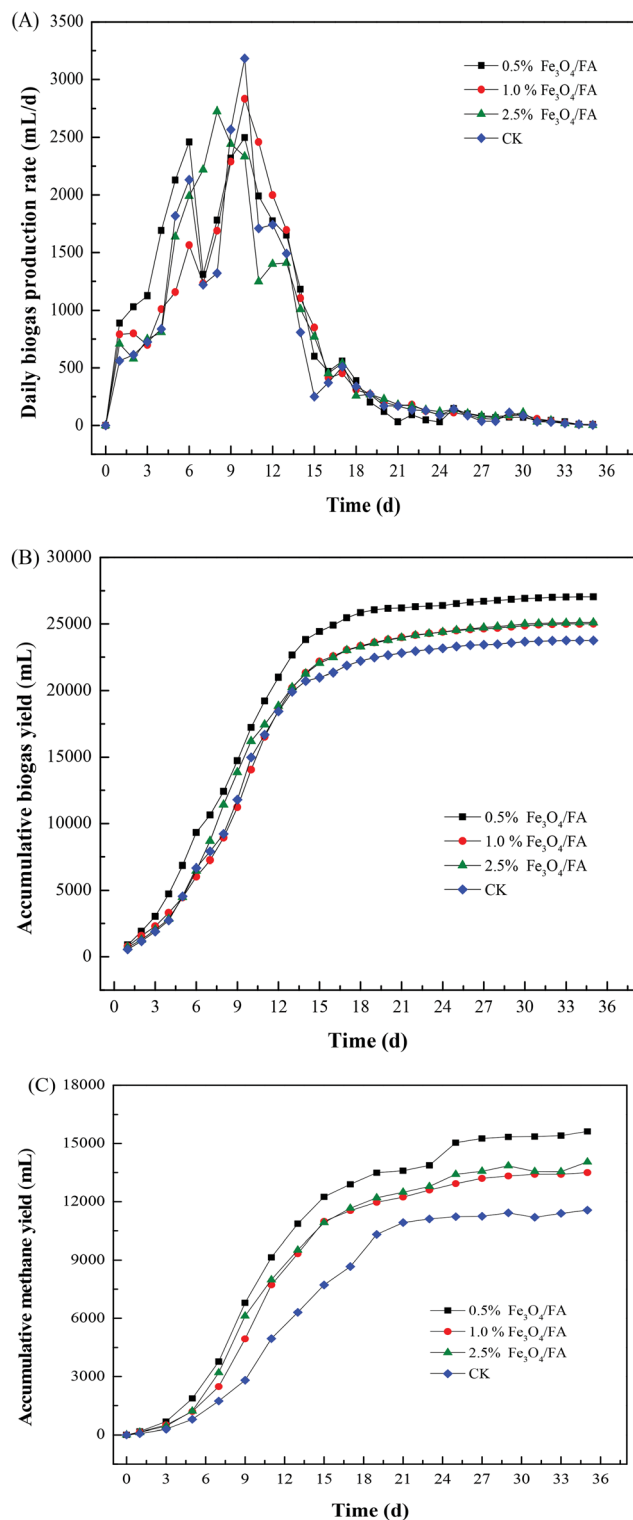 (A)
3500
3000
2500
2000
1500
1000
500
0
Daily biogas production rate (mL/d)
0.5% Fe₃O₄/FA
1.0 % Fe₃O₄/FA
2.5% Fe₃O₄/FA
CK
0 3 6 9 12 15 18 21 24 27 30 33 36
Time (d)
(B)
30000
25000
20000
15000
10000
5000
0
Accumulative biogas yield (mL)
0.5% Fe₃O₄/FA
1.0 % Fe₃O₄/FA
2.5% Fe₃O₄/FA
CK
0 3 6 9 12 15 18 21 24 27 30 33 36
Time (d)
(C)
18000
15000
12000
9000
6000
3000
0
Accumulative methane yield (mL)
0.5% Fe₃O₄/FA
1.0 % Fe₃O₄/FA
2.5% Fe₃O₄/FA
CK
0 3 6 9 12 15 18 21 24 27 30 33 36
Time (d)